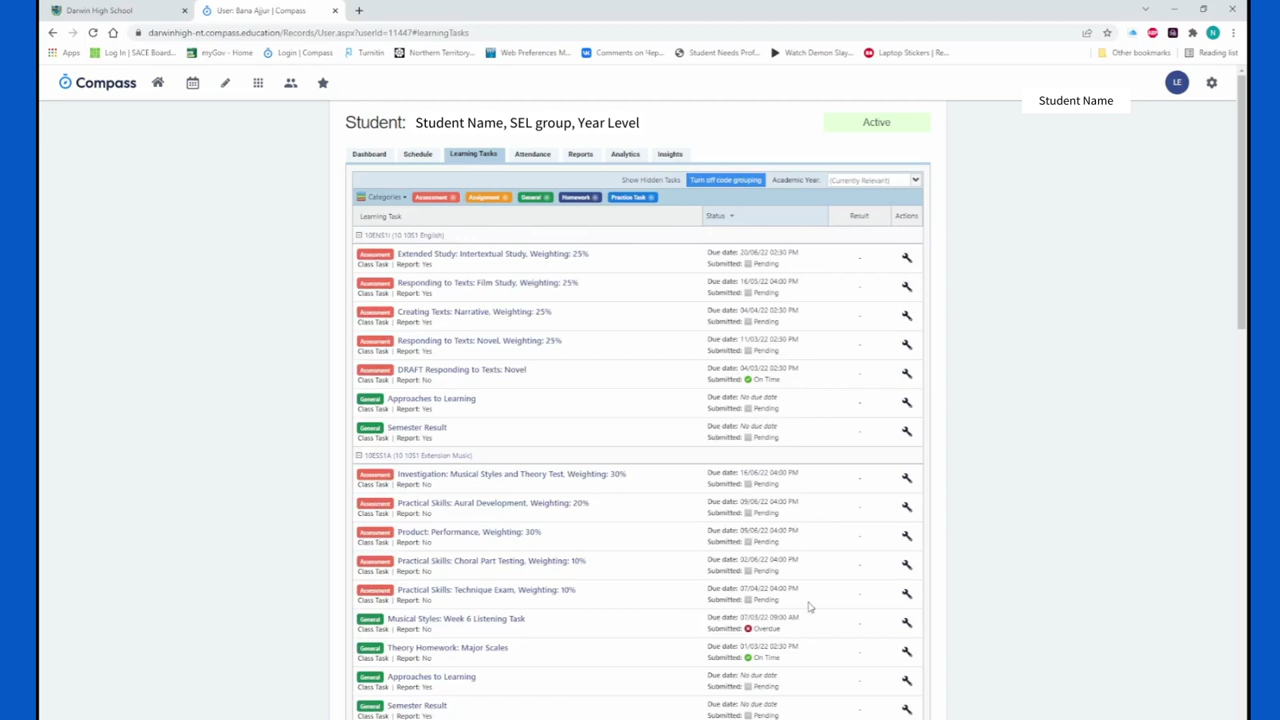 Darwin High School
User: Bana Ajjur | Compass
darwinhigh-nt.compass.education/Records/User.aspx?userId=11447#learningTasks
Apps Log In | SACE Board... myGov - Home Login | Compass Turnitin Northern Territory... Web Preferences M... Comments on Чер... Student Needs Prof... Watch Demon Slay... Laptop Stickers | Re... Other bookmarks Reading list
Compass LE
Student Name
Student: Student Name, SEL group, Year Level Active
Dashboard Schedule Learning Tasks Attendance Reports Analytics Insights
Show Hidden Tasks Turn off code grouping Academic Year: (Currently Relevant)
Categories Assessment Assignment General Homework Practice Task
Learning Task Status Result Actions
10ENS1I (10 10S1 English)
Assessment Extended Study: Intertextual Study, Weighting: 25% Due date: 20/06/22 02:30 PM
Class Task | Report: Yes Submitted: Pending -
Assessment Responding to Texts: Film Study, Weighting: 25% Due date: 16/05/22 04:00 PM
Class Task | Report: Yes Submitted: Pending -
Assessment Creating Texts: Narrative, Weighting: 25% Due date: 04/04/22 02:30 PM
Class Task | Report: Yes Submitted: Pending -
Assessment Responding to Texts: Novel, Weighting: 25% Due date: 11/03/22 02:30 PM
Class Task | Report: Yes Submitted: Pending -
Assessment DRAFT Responding to Texts: Novel Due date: 04/03/22 02:30 PM
Class Task | Report: No Submitted: On Time -
General Approaches to Learning Due date: No due date
Class Task | Report: Yes Submitted: Pending -
General Semester Result Due date: No due date
Class Task | Report: Yes Submitted: Pending -
10ESS1A (10 10S1 Extension Music)
Assessment Investigation: Musical Styles and Theory Test, Weighting: 30% Due date: 16/06/22 04:00 PM
Class Task | Report: No Submitted: Pending -
Assessment Practical Skills: Aural Development, Weighting: 20% Due date: 09/06/22 04:00 PM
Class Task | Report: No Submitted: Pending -
Assessment Product: Performance, Weighting: 30% Due date: 09/06/22 04:00 PM
Class Task | Report: No Submitted: Pending -
Assessment Practical Skills: Choral Part Testing, Weighting: 10% Due date: 02/06/22 04:00 PM
Class Task | Report: No Submitted: Pending -
Assessment Practical Skills: Technique Exam, Weighting: 10% Due date: 07/04/22 04:00 PM
Class Task | Report: No Submitted: Pending -
General Musical Styles: Week 6 Listening Task Due date: 07/03/22 09:00 AM
Class Task | Report: No Submitted: Overdue -
General Theory Homework: Major Scales Due date: 01/03/22 02:30 PM
Class Task | Report: No Submitted: On Time -
General Approaches to Learning Due date: No due date
Class Task | Report: Yes Submitted: Pending -
General Semester Result Due date: No due date
Class Task | Report: Yes Submitted: Pending -